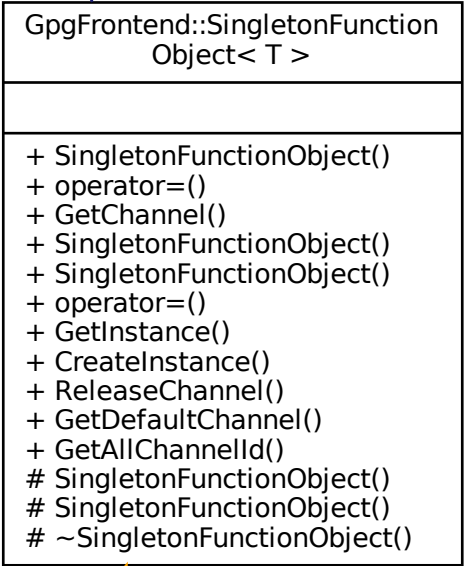 GpgFrontend::SingletonFunction
Object< T >
+ SingletonFunctionObject()
+ operator=()
+ GetChannel()
+ SingletonFunctionObject()
+ SingletonFunctionObject()
+ operator=()
+ GetInstance()
+ CreateInstance()
+ ReleaseChannel()
+ GetDefaultChannel()
+ GetAllChannelId()
# SingletonFunctionObject()
# SingletonFunctionObject()
# ~SingletonFunctionObject()